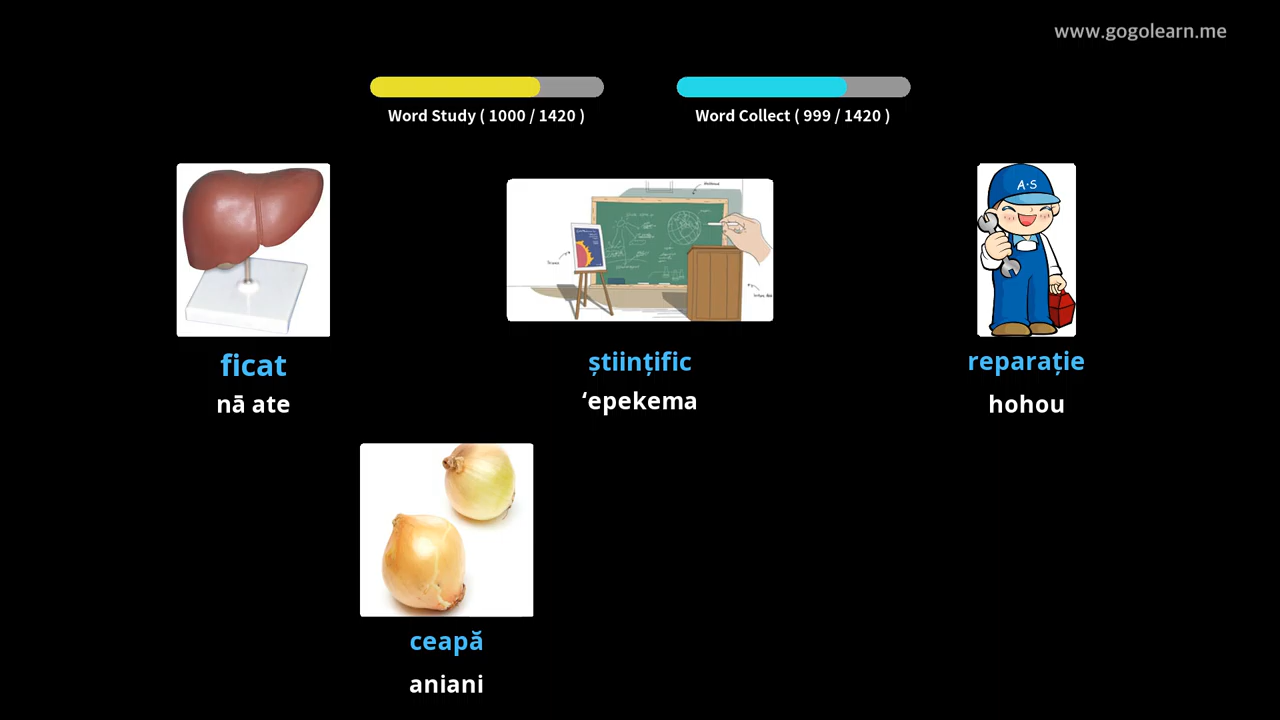 www.gogolearn.me
Word Study ( 1000 / 1420 )
Word Collect ( 999 / 1420 )
A·S
ficat
științific
reparație
nā ate
ʻepekema
hohou
ceapă
aniani